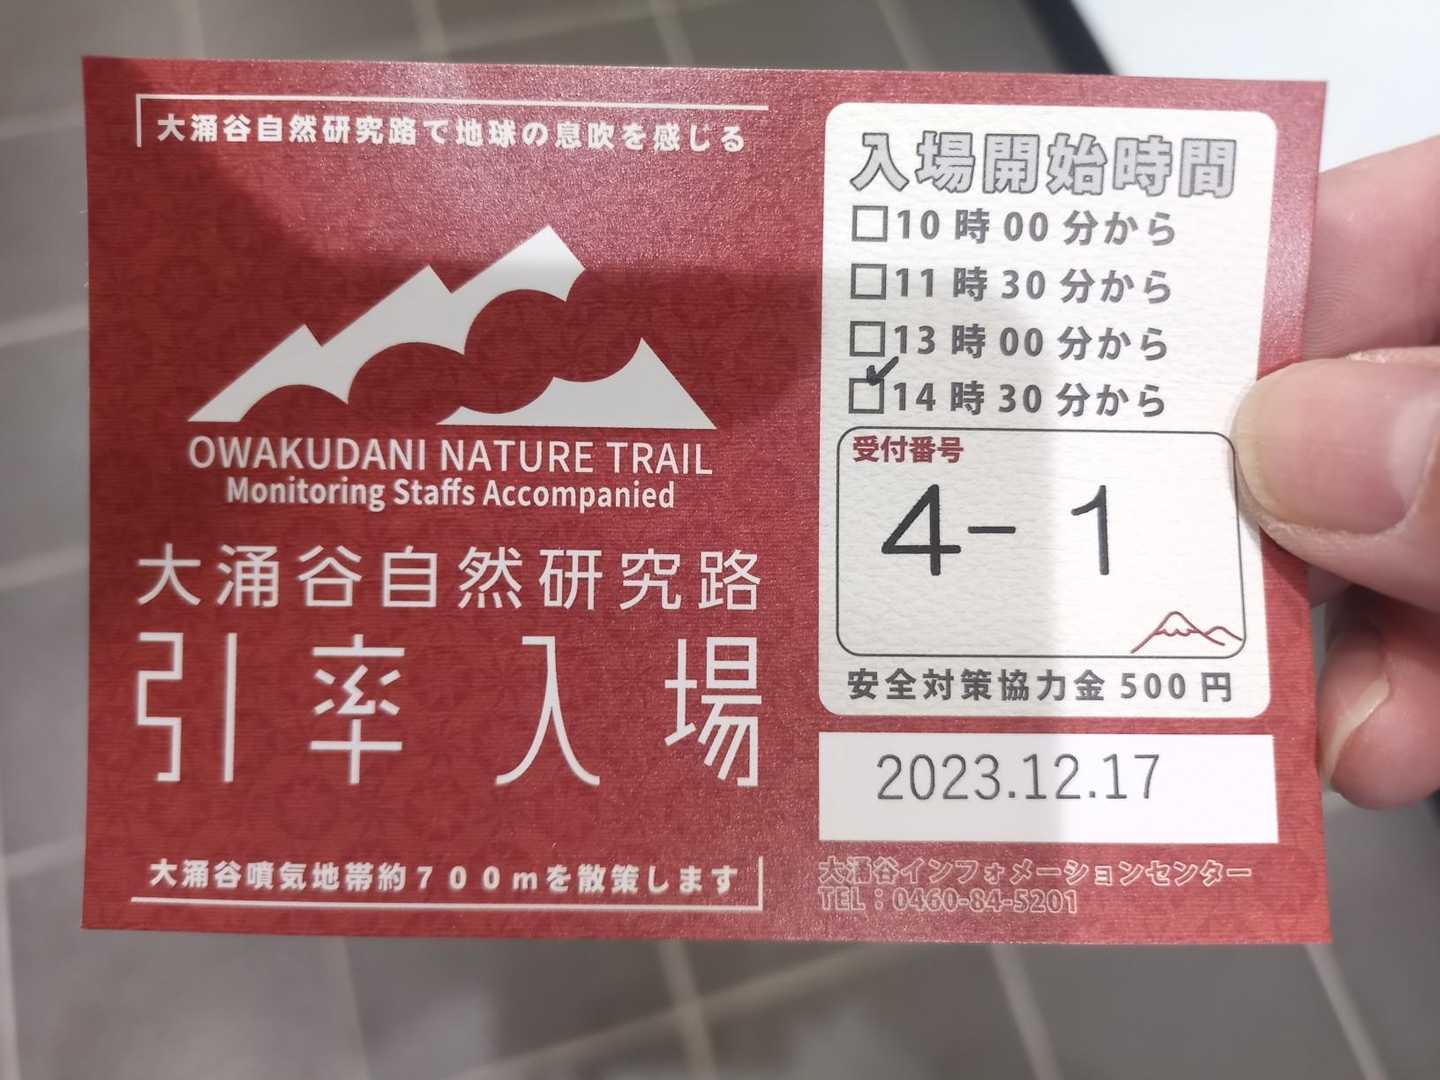 大涌谷自然研究路で地球の息吹を感じる
OWAKUDANI NATURE TRAIL
Monitoring Staffs Accompanied
大涌谷自然研究路
引率入場
大涌谷噴気地帯約７００ｍを散策します
入場開始時間
□10時00分から
□11時30分から
□13時00分から
☑14時30分から
受付番号
4-1
安全対策協力金500円
2023.12.17
大涌谷インフォメーションセンター
TEL：0460-84-5201